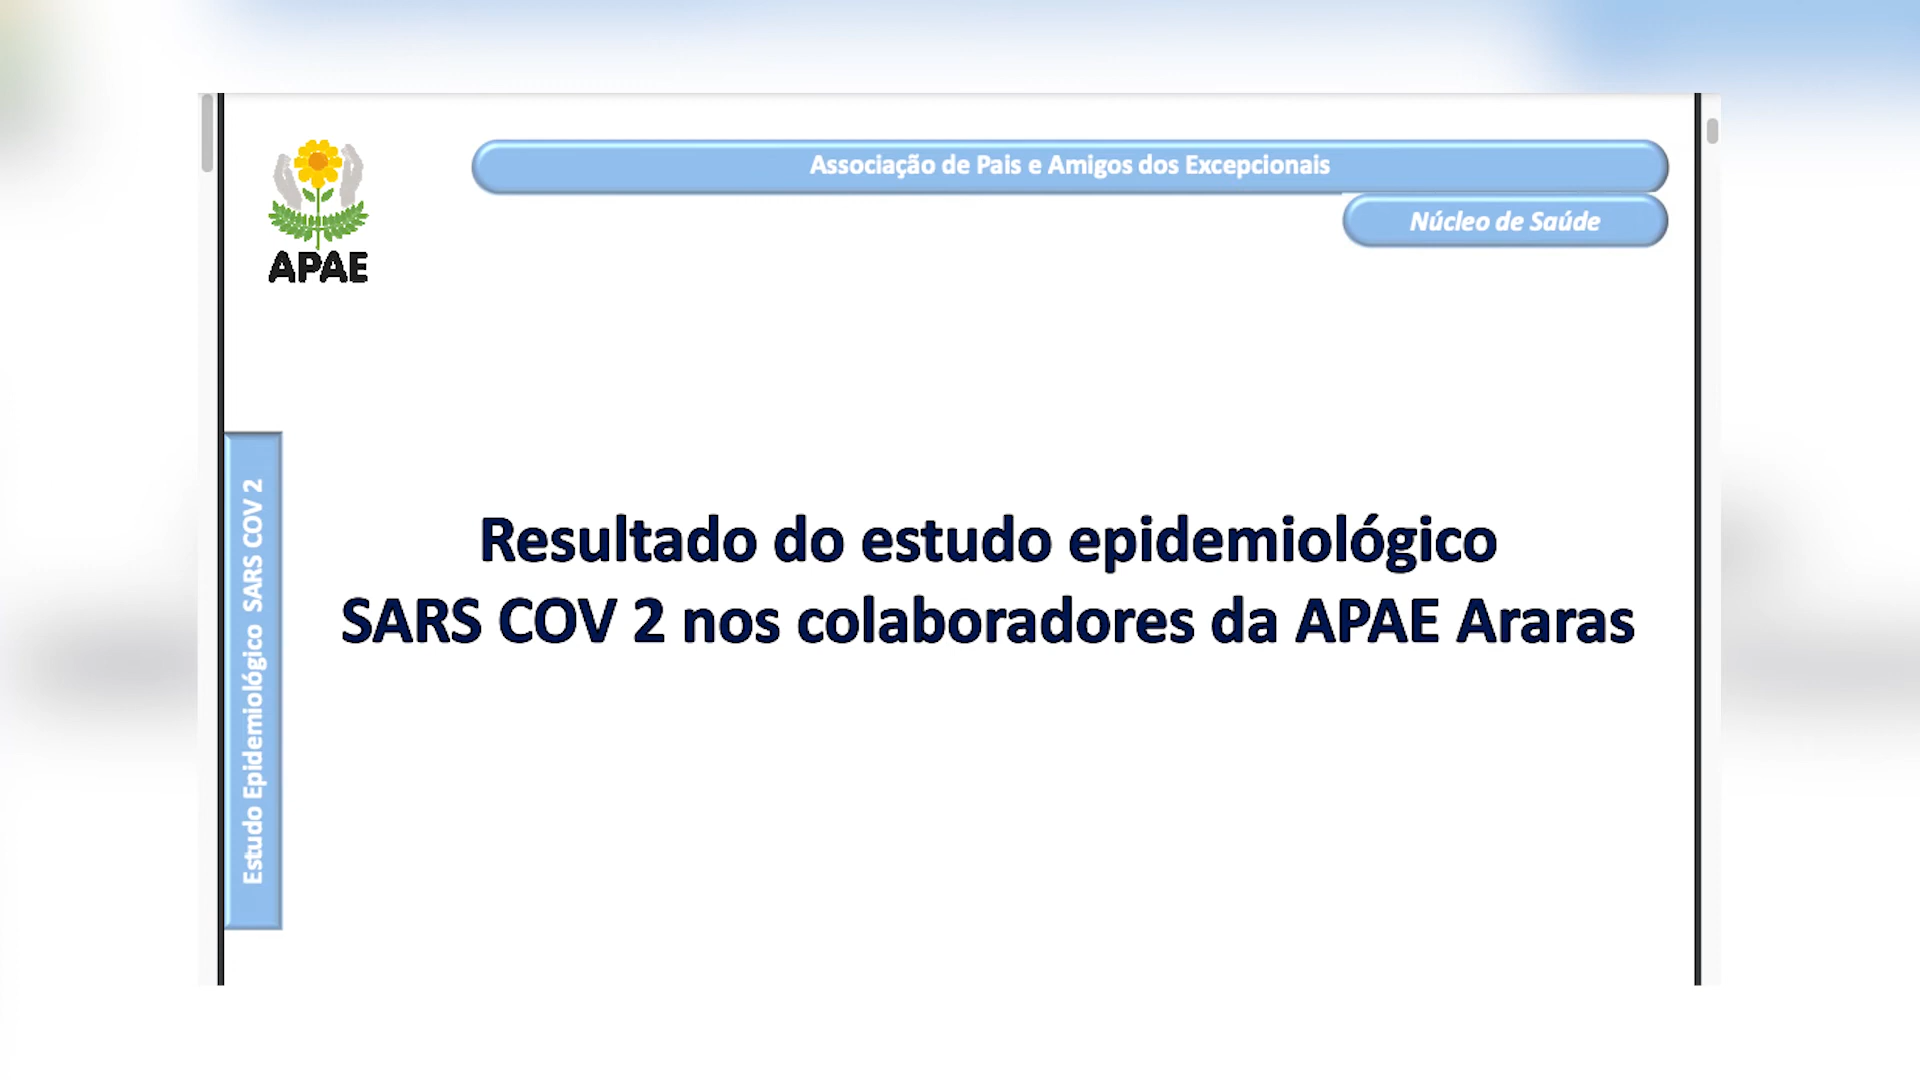 APAE
Associação de Pais e Amigos dos Excepcionais
Núcleo de Saúde
Estudo Epidemiológico SARS COV 2
Resultado do estudo epidemiológico
SARS COV 2 nos colaboradores da APAE Araras